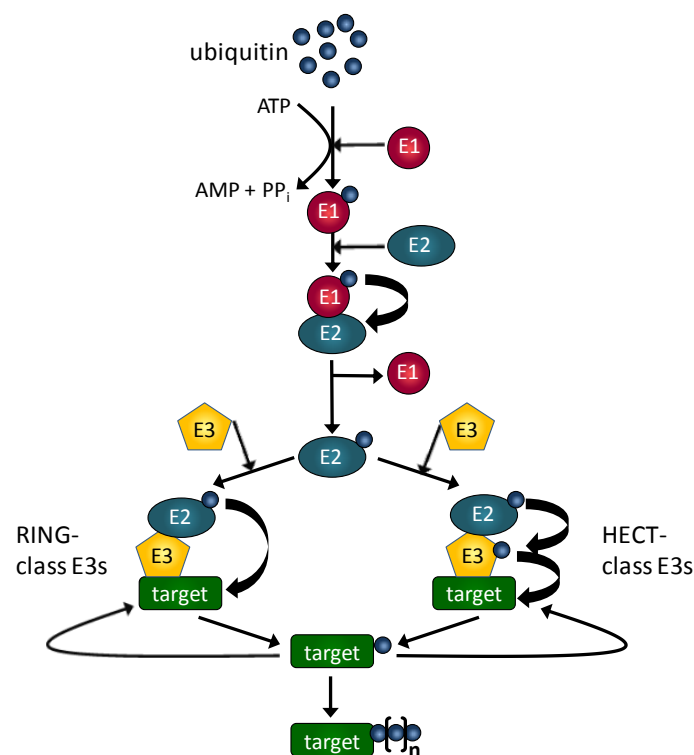 ubiquitin
ATP
E1
AMP + PPi
E1
E2
E1
E2
E1
E3
E3
E2
E2
E2
RING-
class E3s
E3
E3
HECT-
class E3s
target
target
target
target
n